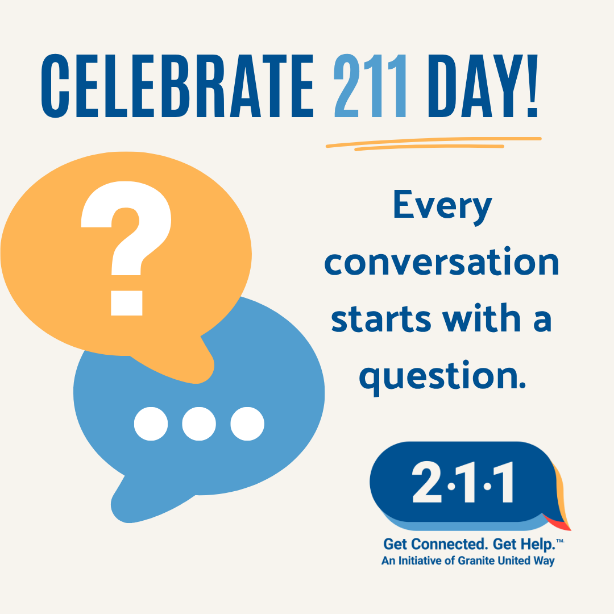 CELEBRATE 211 DAY!
?
Every
conversation
starts with a
question.
2·1·1
Get Connected. Get Help.™
An Initiative of Granite United Way